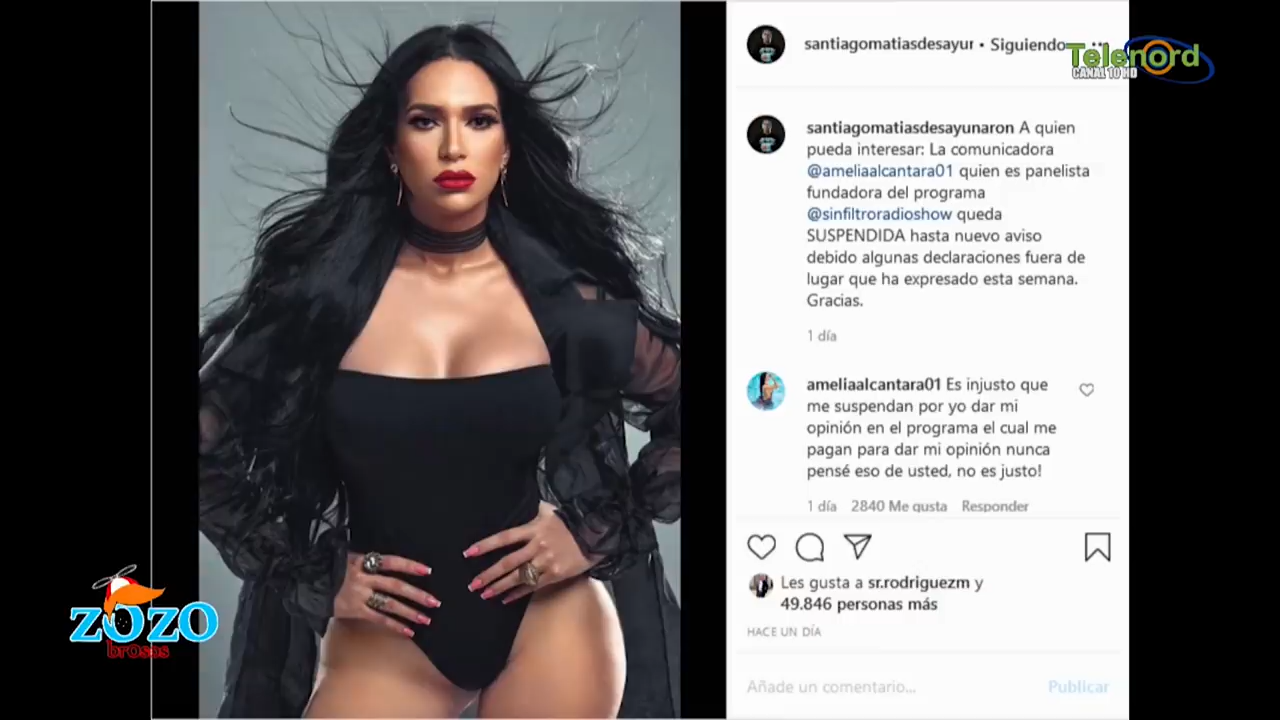 santiagomatiasdesayur • Siguiendo
Telenord
CANAL 10 HD
santiagomatiasdesayunaron A quien
pueda interesar: La comunicadora
@ameliaalcantara01 quien es panelista
fundadora del programa
@sinfiltroradioshow queda
SUSPENDIDA hasta nuevo aviso
debido algunas declaraciones fuera de
lugar que ha expresado esta semana.
Gracias.
1 día
ameliaalcantara01 Es injusto que
me suspendan por yo dar mi
opinión en el programa el cual me
pagan para dar mi opinión nunca
pensé eso de usted, no es justo!
1 día 2840 Me gusta Responder
Les gusta a sr.rodriguezm y
49.846 personas más
HACE UN DÍA
Añade un comentario...
Publicar
ZOZO
brosos